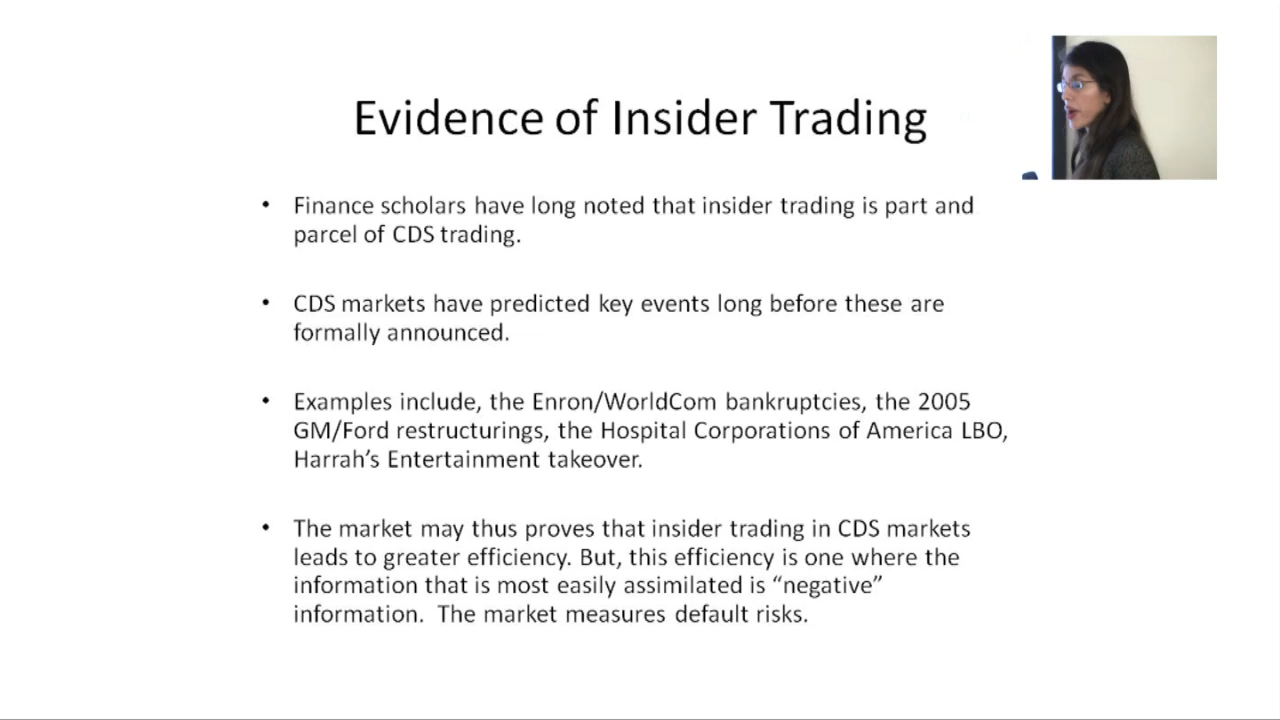 Evidence of Insider Trading
• Finance scholars have long noted that insider trading is part and
parcel of CDS trading.
• CDS markets have predicted key events long before these are
formally announced.
• Examples include, the Enron/WorldCom bankruptcies, the 2005
GM/Ford restructurings, the Hospital Corporations of America LBO,
Harrah’s Entertainment takeover.
• The market may thus proves that insider trading in CDS markets
leads to greater efficiency. But, this efficiency is one where the
information that is most easily assimilated is “negative”
information. The market measures default risks.